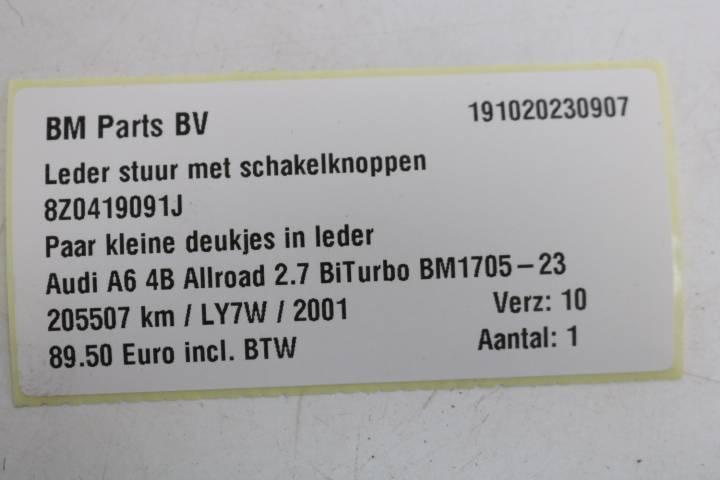 BM Parts BV 191020230907
Leder stuur met schakelknoppen
8Z0419091J
Paar kleine deukjes in leder
Audi A6 4B Allroad 2.7 BiTurbo BM1705-23
205507 km / LY7W / 2001 Verz: 10
89.50 Euro incl. BTW Aantal: 1